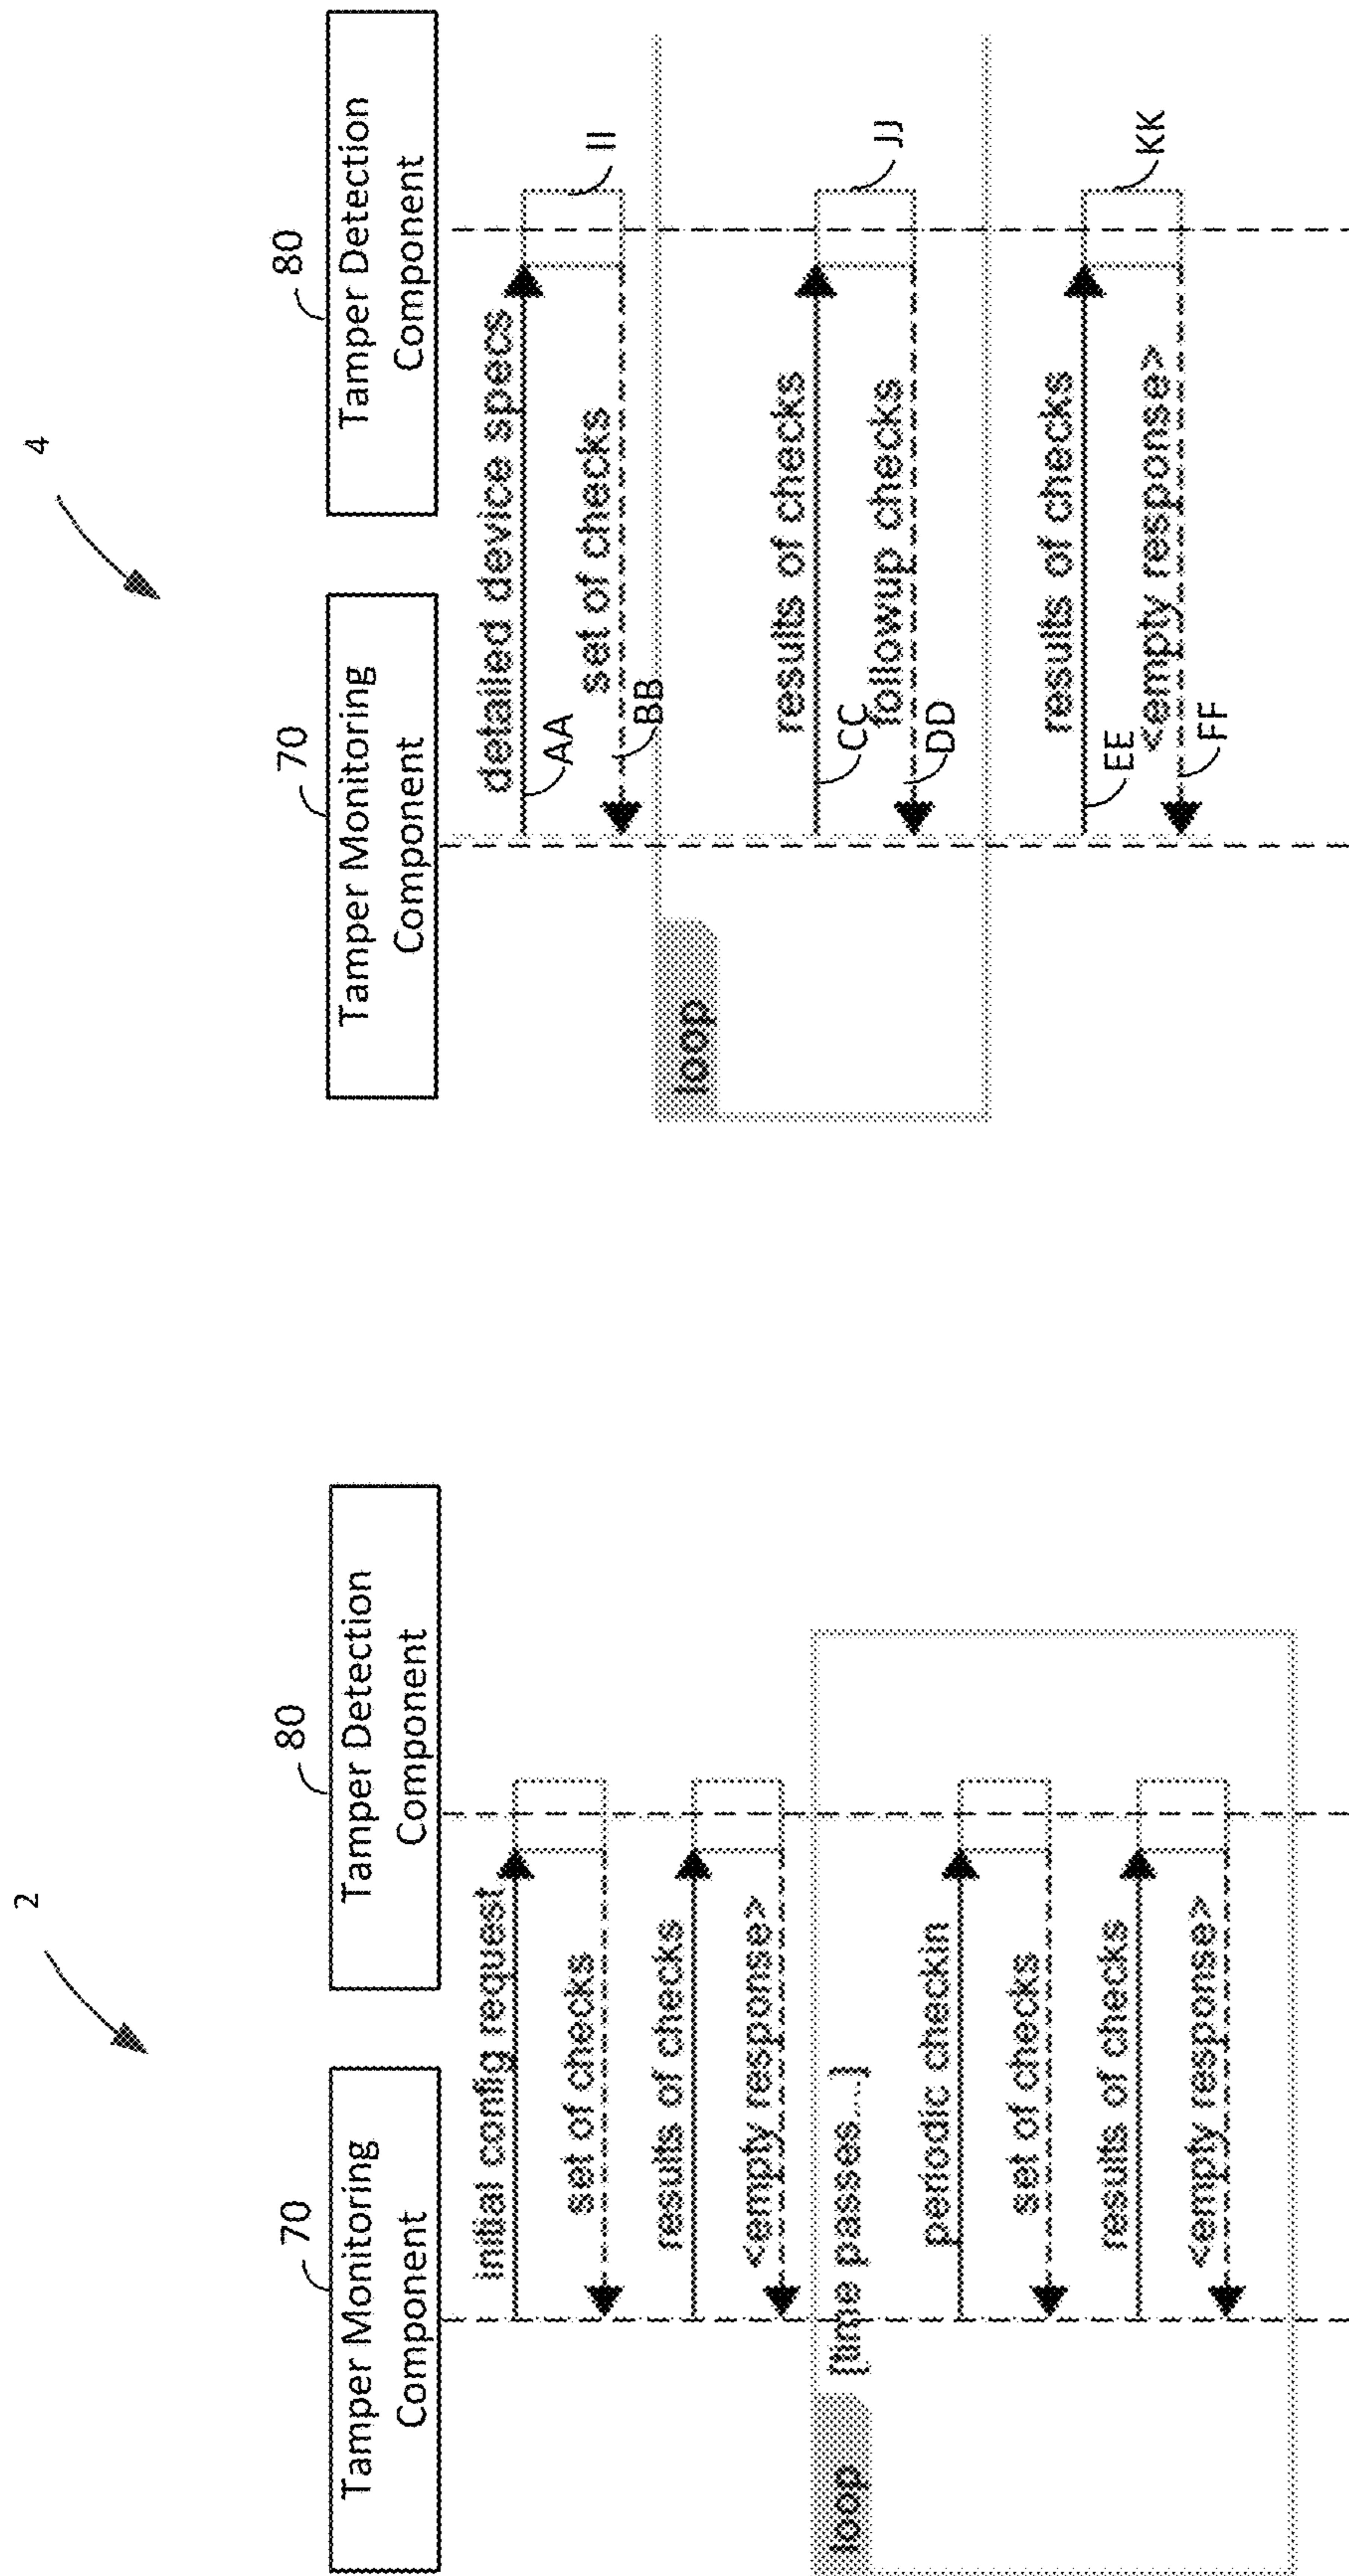 2
70
80
Tamper Monitoring
Component
Tamper Detection
Component
initial config request
set of checks
results of checks
<empty response>
loop
[time passes...]
periodic checkin
set of checks
results of checks
<empty response>
4
70
80
Tamper Monitoring
Component
Tamper Detection
Component
detailed device specs
AA
II
set of checks
BB
loop
results of checks
CC
JJ
followup checks
DD
results of checks
EE
KK
<empty response>
FF